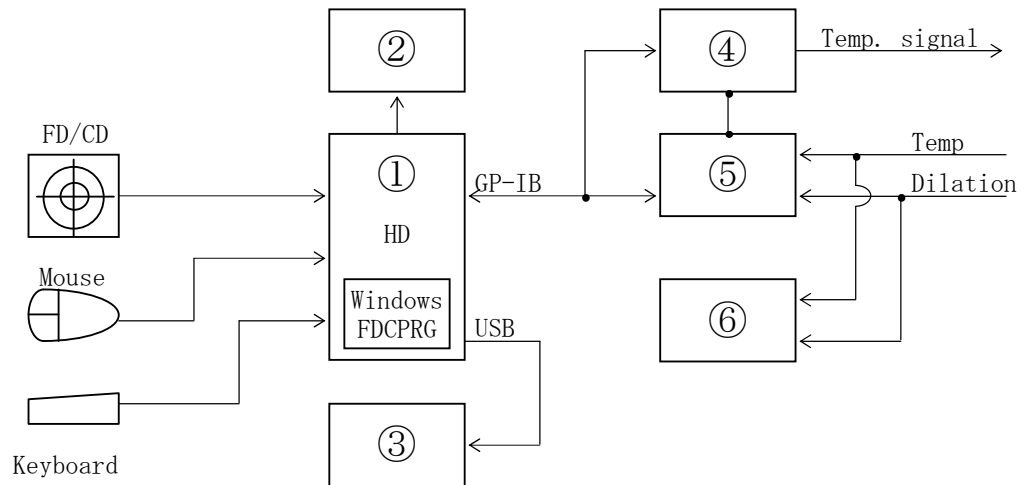 ②
④
Temp. signal
FD/CD
①
GP-IB
⑤
Temp
Dilation
HD
Mouse
Windows
FDCPRG
USB
⑥
③
Keyboard